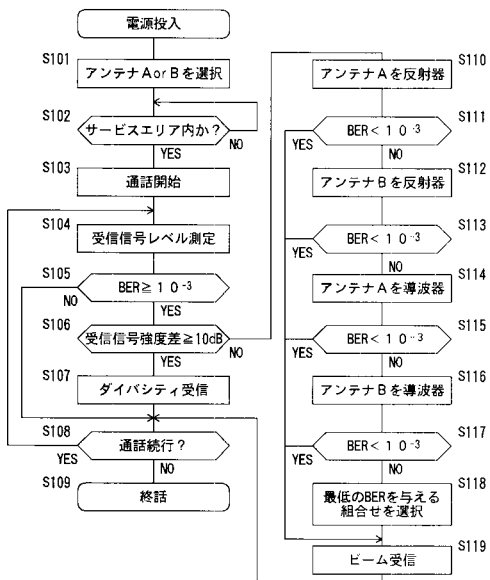 電源投入
S101
アンテナA or Bを選択
S102
サービスエリア内か?
YES
NO
S103
通話開始
S104
受信信号レベル測定
S105
BER≧10⁻³
NO
YES
S106
受信信号強度差≧10dB
YES
NO
S107
ダイバシティ受信
S108
通話続行?
YES
NO
S109
終話
S110
アンテナAを反射器
S111
BER<10⁻³
YES
NO
S112
アンテナBを反射器
S113
BER<10⁻³
YES
NO
S114
アンテナAを導波器
S115
BER<10⁻³
YES
NO
S116
アンテナBを導波器
S117
BER<10⁻³
YES
NO
S118
最低のBERを与える
組合せを選択
S119
ビーム受信